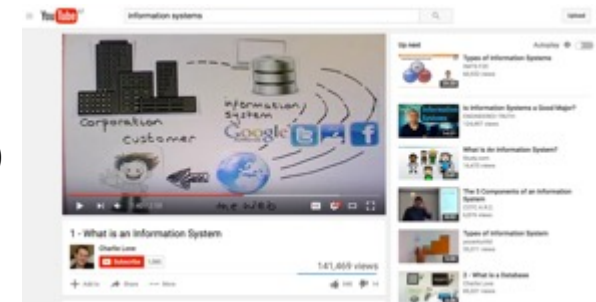 YouTube
information systems
Upload
Corporation
customer
information
system
Google
the Web
1 - What is an Information System
Charlie Love
Subscribe
141,469 views
Add to Share More
Up next
Autoplay
Types of Information Systems
Is Information Systems a Good Major?
What is An Information System?
The 5 Components of an Information
System
Types of Information System
2 - What is a Database
Charlie Love